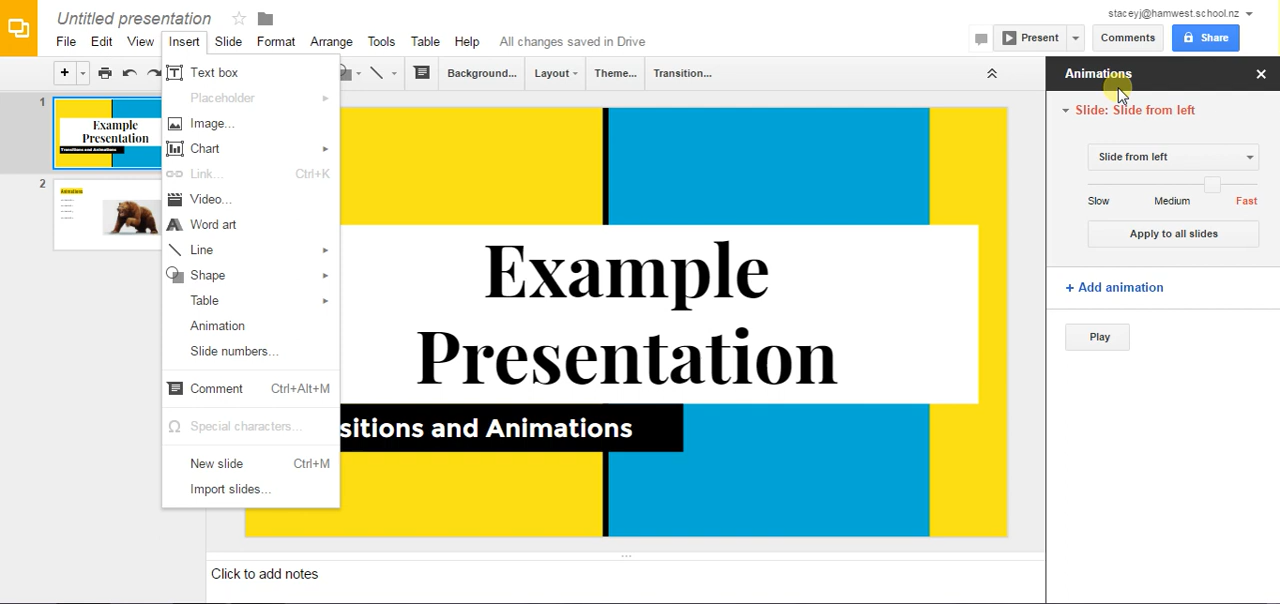 Untitled presentation
staceyj@hamwest.school.nz
File Edit View Insert Slide Format Arrange Tools Table Help All changes saved in Drive
Present Comments Share
Background... Layout Theme... Transition...
1
Example
Presentation
Transitions and Animations
2
Animations
Text box
Placeholder
Image...
Chart
Link... Ctrl+K
Video...
Word art
Line
Shape
Table
Animation
Slide numbers...
Comment Ctrl+Alt+M
Special characters...
New slide Ctrl+M
Import slides...
Example
Presentation
sitions and Animations
Click to add notes
Animations
Slide: Slide from left
Slide from left
Slow Medium Fast
Apply to all slides
+ Add animation
Play